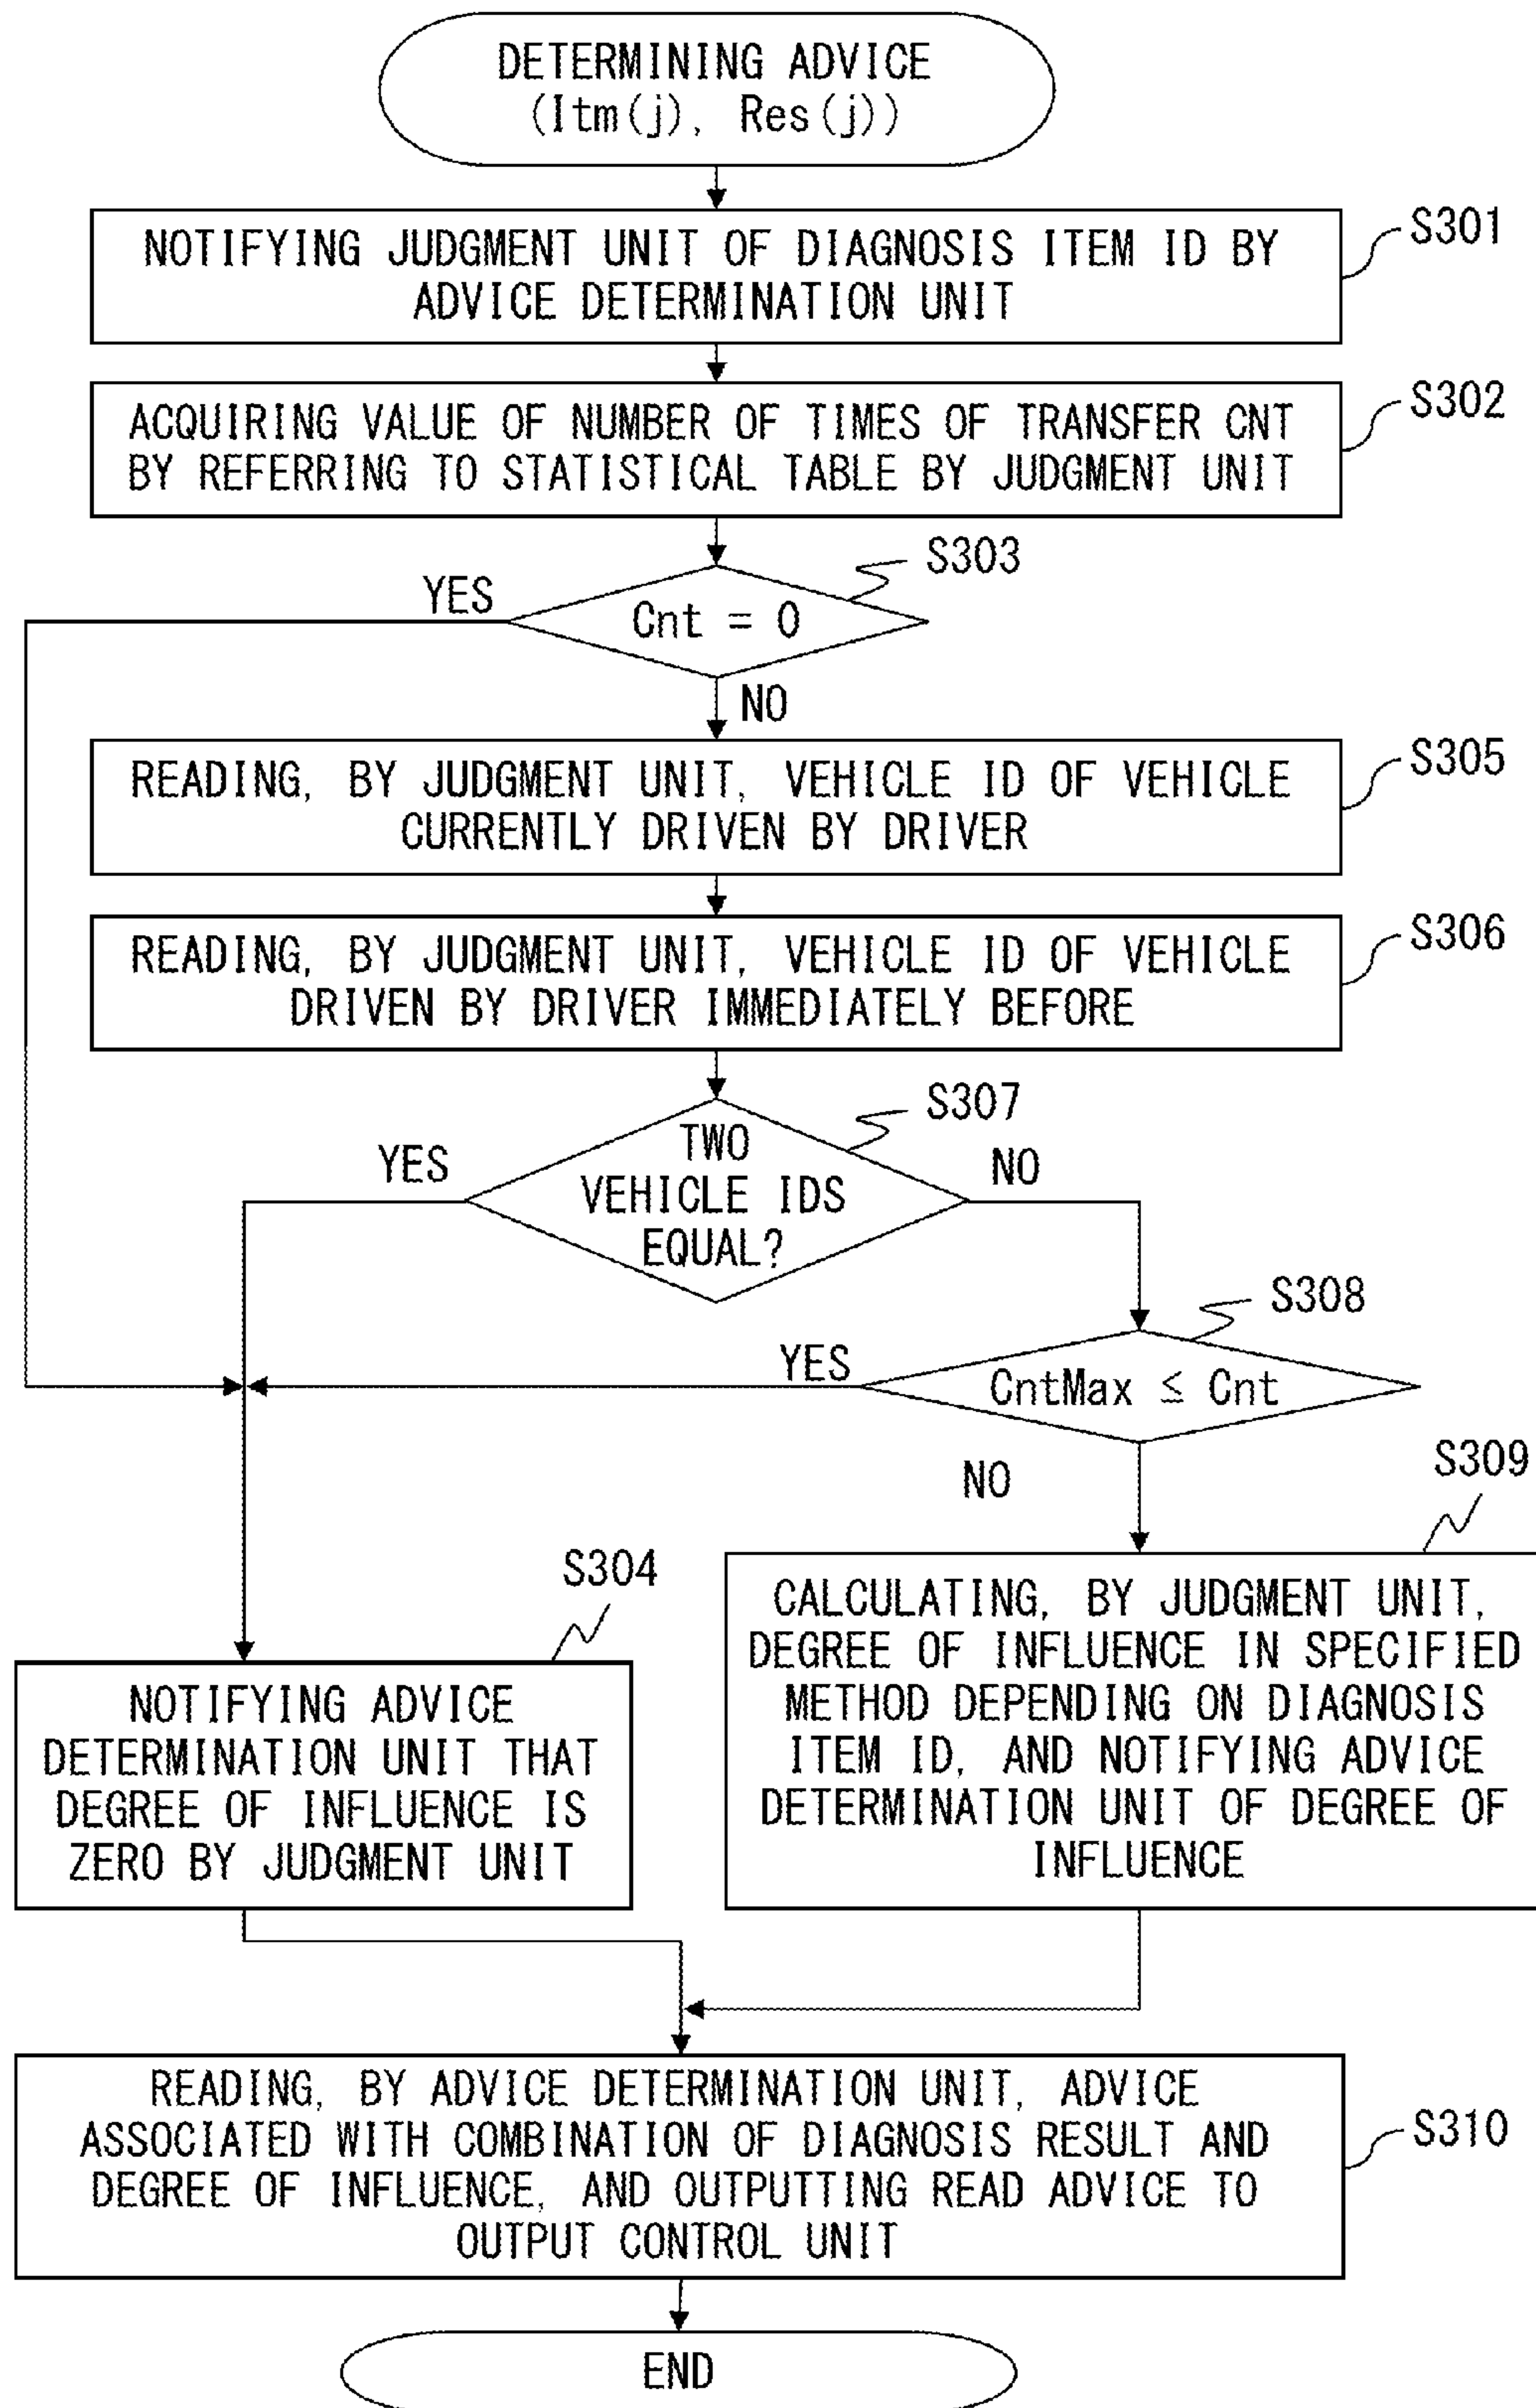 DETERMINING ADVICE
(Itm(j), Res(j))
NOTIFYING JUDGMENT UNIT OF DIAGNOSIS ITEM ID BY
ADVICE DETERMINATION UNIT
S301
ACQUIRING VALUE OF NUMBER OF TIMES OF TRANSFER CNT
BY REFERRING TO STATISTICAL TABLE BY JUDGMENT UNIT
S302
S303
YES
Cnt = 0
NO
READING, BY JUDGMENT UNIT, VEHICLE ID OF VEHICLE
CURRENTLY DRIVEN BY DRIVER
S305
READING, BY JUDGMENT UNIT, VEHICLE ID OF VEHICLE
DRIVEN BY DRIVER IMMEDIATELY BEFORE
S306
S307
YES
TWO
VEHICLE IDS
EQUAL?
NO
S308
YES
CntMax ≤ Cnt
NO
S309
S304
NOTIFYING ADVICE
DETERMINATION UNIT THAT
DEGREE OF INFLUENCE IS
ZERO BY JUDGMENT UNIT
CALCULATING, BY JUDGMENT UNIT,
DEGREE OF INFLUENCE IN SPECIFIED
METHOD DEPENDING ON DIAGNOSIS
ITEM ID, AND NOTIFYING ADVICE
DETERMINATION UNIT OF DEGREE OF
INFLUENCE
READING, BY ADVICE DETERMINATION UNIT, ADVICE
ASSOCIATED WITH COMBINATION OF DIAGNOSIS RESULT AND
DEGREE OF INFLUENCE, AND OUTPUTTING READ ADVICE TO
OUTPUT CONTROL UNIT
S310
END